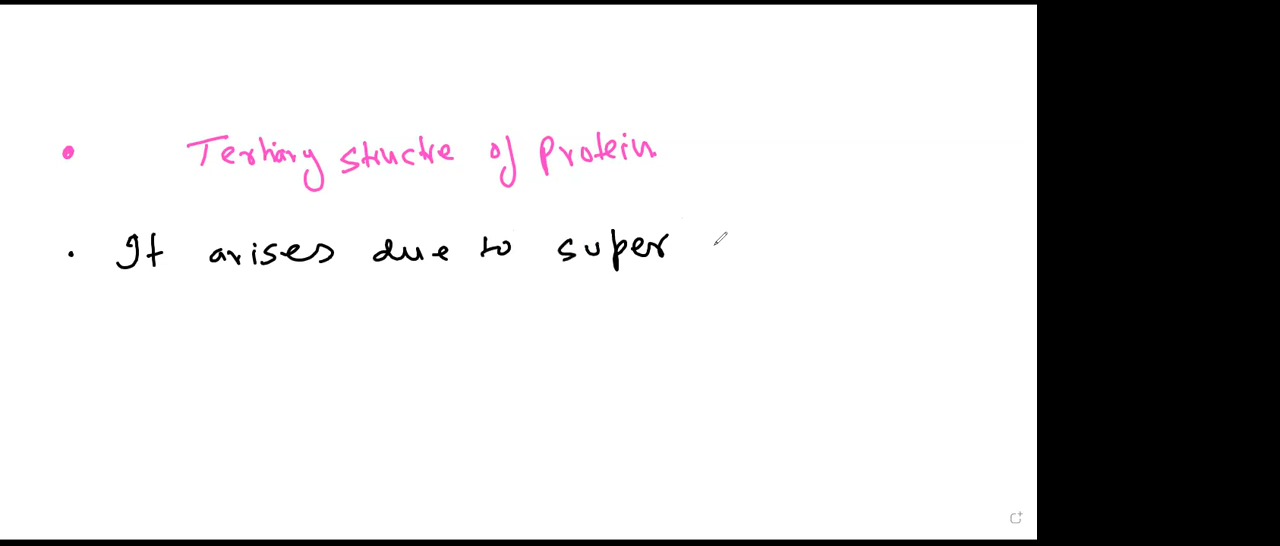 • Tertiary structre of protein
• It arises due to super